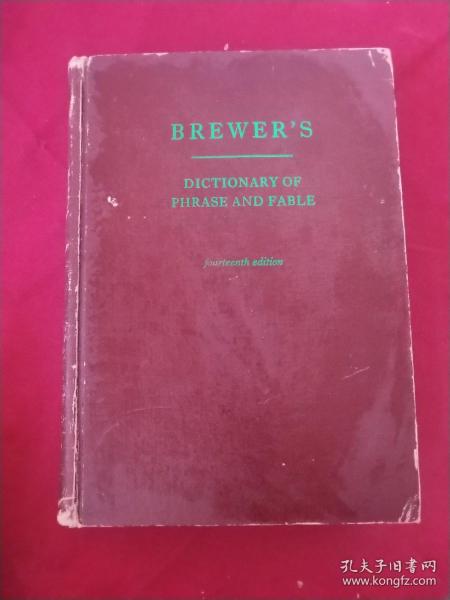 BREWER'S
DICTIONARY OF
PHRASE AND FABLE
fourteenth edition
孔夫子旧书网
www.kongfz.com